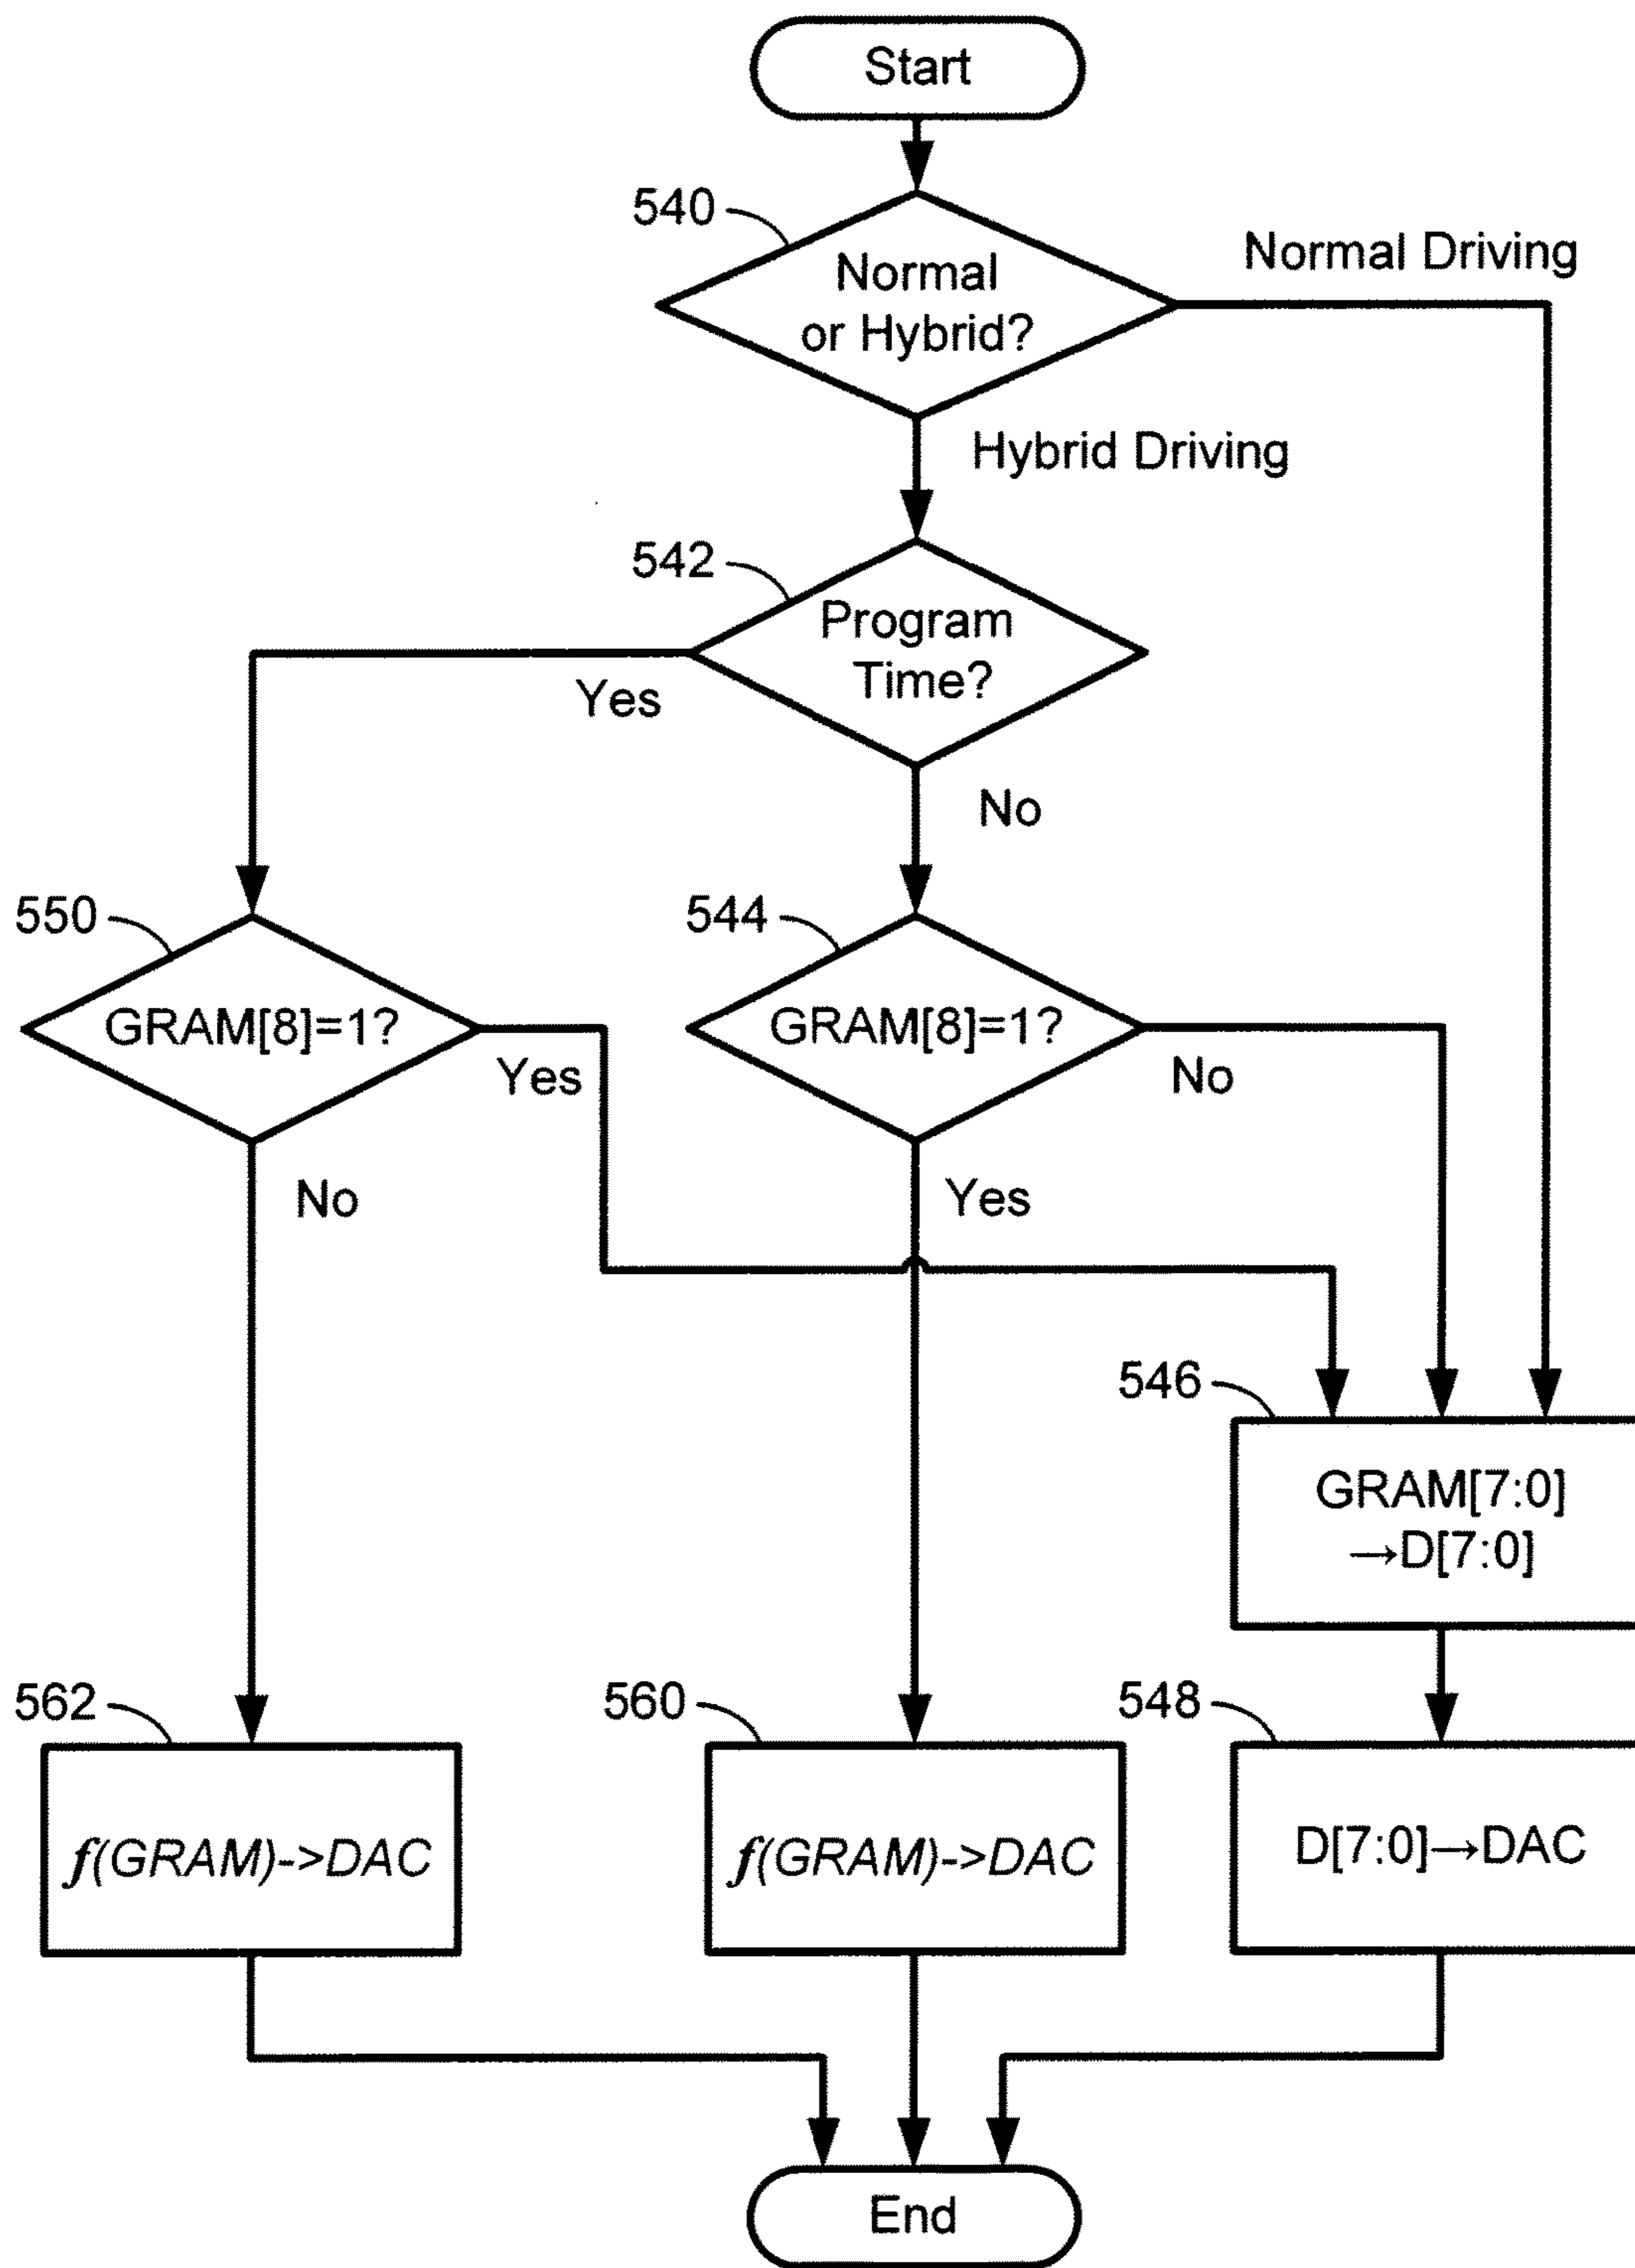 Start
540
Normal
or Hybrid?
Normal Driving
Hybrid Driving
542
Program
Time?
Yes
No
550
GRAM[8]=1?
Yes
No
544
GRAM[8]=1?
No
Yes
546
GRAM[7:0]
→D[7:0]
562
f(GRAM)->DAC
560
f(GRAM)->DAC
548
D[7:0]→DAC
End